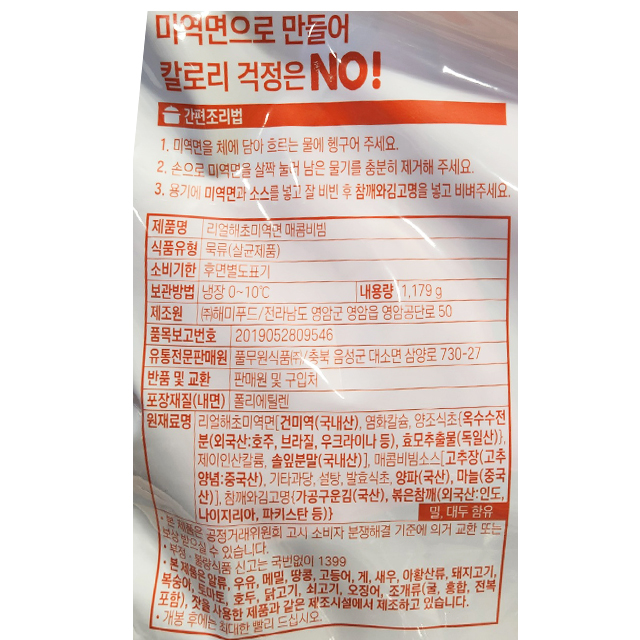 미역면으로 만들어
칼로리 걱정은 NO!
간편조리법
1. 미역면을 체에 담아 흐르는 물에 헹구어 주세요.
2. 손으로 미역면을 살짝 눌러 남은 물기를 충분히 제거해 주세요.
3. 용기에 미역면과 소스를 넣고 잘 비빈 후 참깨와김고명을 넣고 비벼주세요.
제품명 리얼해초미역면 매콤비빔
식품유형 묵류(살균제품)
소비기한 후면별도표기
보관방법 냉장 0~10℃ 내용량 1,179 g
제조원 ㈜해미푸드/전라남도 영암군 영암읍 영암공단로 50
품목보고번호 2019052809546
유통전문판매원 풀무원식품㈜/충북 음성군 대소면 삼양로 730-27
반품 및 교환 판매원 및 구입처
포장재질(내면) 폴리에틸렌
원재료명 리얼해초미역면[건미역(국내산), 염화칼슘, 양조식초{옥수수전
분(외국산:호주, 브라질, 우크라이나 등), 효모추출물(독일산)},
제이인산칼륨, 솔잎분말(국내산)], 매콤비빔소스[고추장(고추
양념:중국산), 기타과당, 설탕, 발효식초, 양파(국산), 마늘(중국
산)], 참깨와김고명{가공구운김(국산), 볶은참깨(외국산:인도,
나이지리아, 파키스탄 등)}
밀, 대두 함유
• 본 제품은 공정거래위원회 고시 소비자 분쟁해결 기준에 의거 교환 또는
보상 받으실 수 있습니다.
• 부정·불량식품 신고는 국번없이 1399
• 본 제품은 알류, 우유, 메밀, 땅콩, 고등어, 게, 새우, 아황산류, 돼지고기,
복숭아, 토마토, 호두, 닭고기, 쇠고기, 오징어, 조개류(굴, 홍합, 전복
포함), 잣을 사용한 제품과 같은 제조시설에서 제조하고 있습니다.
• 개봉 후에는 최대한 빨리 드십시오.